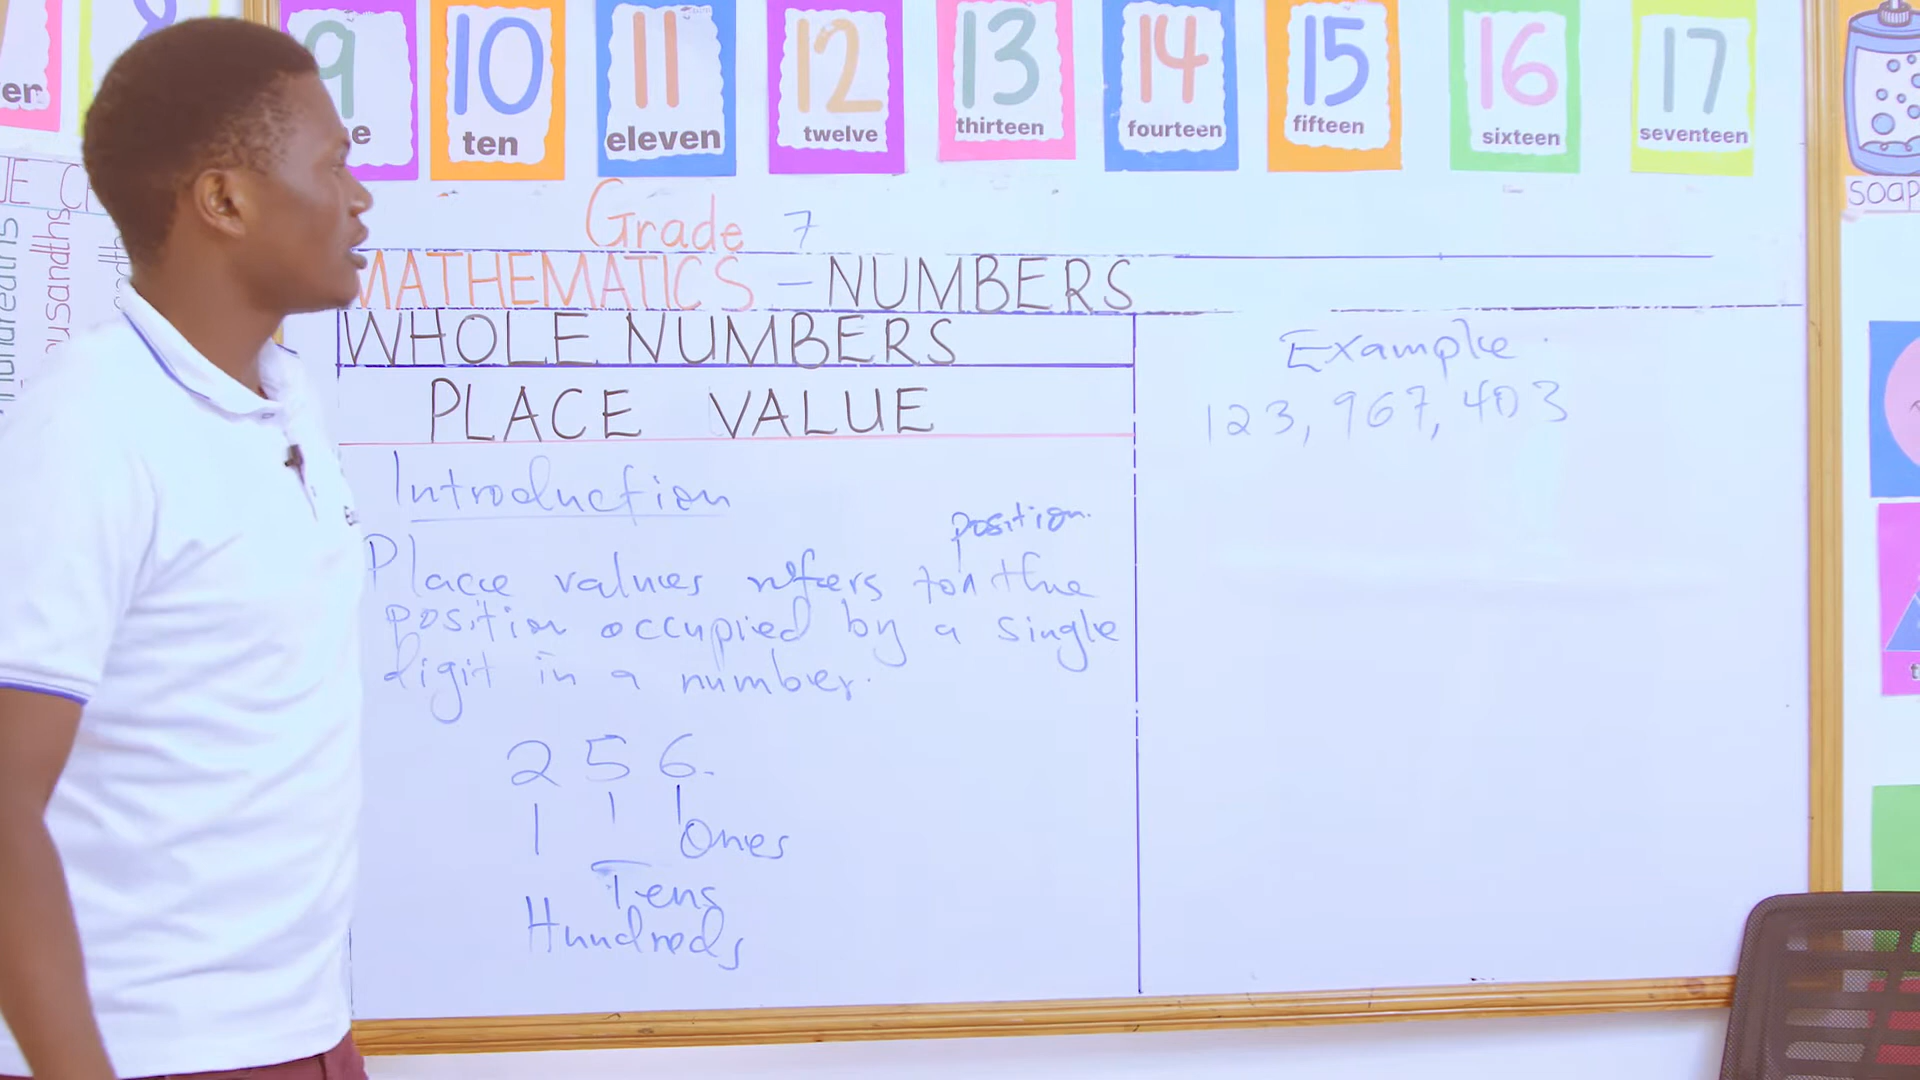 9 10 11 12 13 14 15 16 17
ten eleven twelve thirteen fourteen fifteen sixteen seventeen
soap
Grade 7
MATHEMATICS - NUMBERS
WHOLE NUMBERS
PLACE VALUE
Introduction
position.
Place values refers to the
position occupied by a single
digit in a number.
2 5 6.
Ones
Tens
Hundreds
Example
123, 967, 403